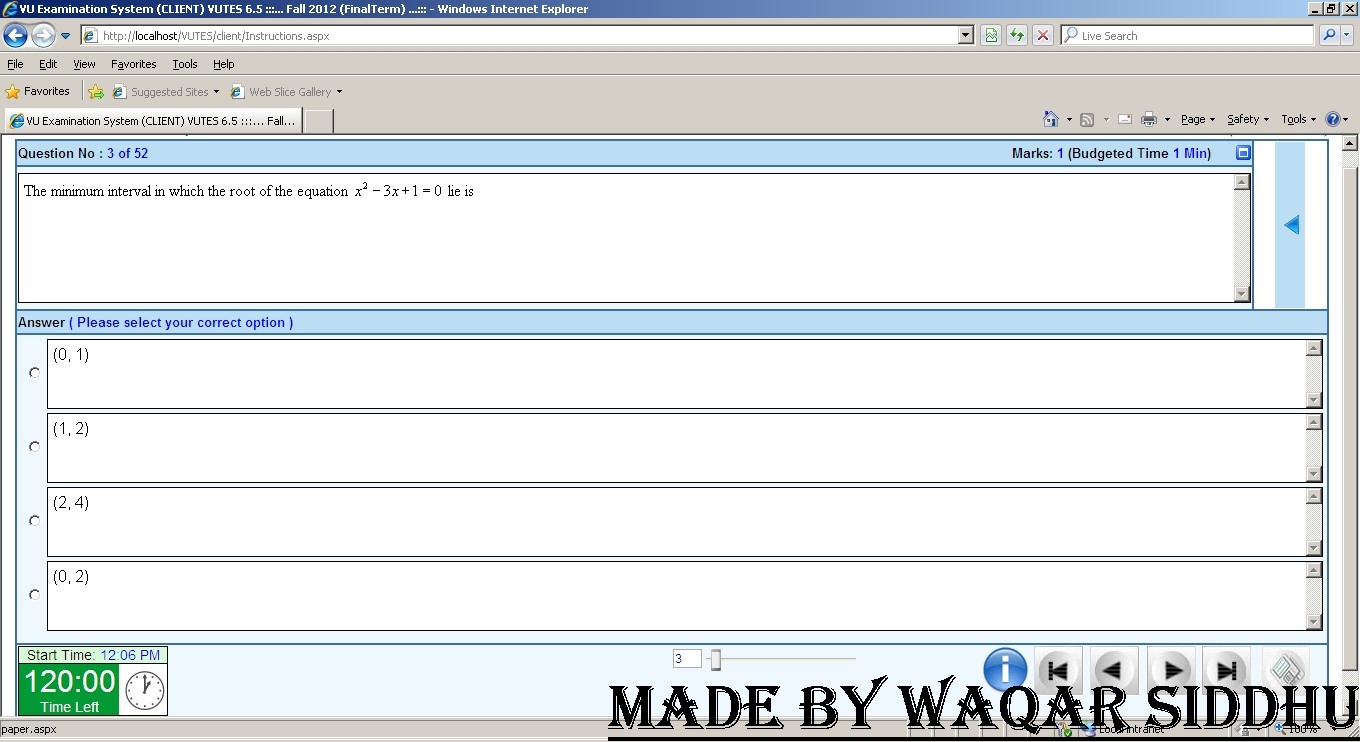 VU Examination System (CLIENT) VUTES 6.5 :::... Fall 2012 (FinalTerm) ...::: - Windows Internet Explorer
http://localhost/VUTES/client/Instructions.aspx
Live Search
File Edit View Favorites Tools Help
Favorites Suggested Sites Web Slice Gallery
VU Examination System (CLIENT) VUTES 6.5 :::... Fall...
Page Safety Tools
Question No : 3 of 52 Marks: 1 (Budgeted Time 1 Min)
The minimum interval in which the root of the equation x² − 3x + 1 = 0 lie is
Answer ( Please select your correct option )
(0, 1)
(1, 2)
(2, 4)
(0, 2)
Start Time: 12:06 PM
120:00
Time Left
3
MADE BY WAQAR SIDDHU
paper.aspx Local intranet 100%